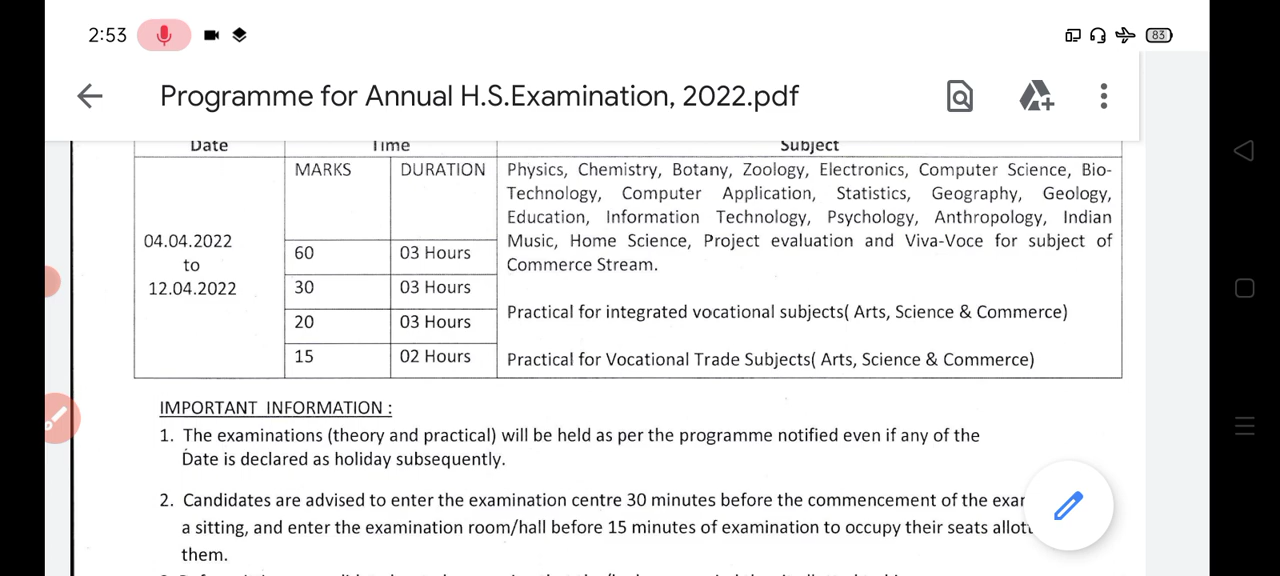 2:53
83
Programme for Annual H.S.Examination, 2022.pdf
Date Time Subject
MARKS DURATION
04.04.2022
to
12.04.2022
60 03 Hours
30 03 Hours
20 03 Hours
15 02 Hours
Physics, Chemistry, Botany, Zoology, Electronics, Computer Science, Bio-
Technology, Computer Application, Statistics, Geography, Geology,
Education, Information Technology, Psychology, Anthropology, Indian
Music, Home Science, Project evaluation and Viva-Voce for subject of
Commerce Stream.
Practical for integrated vocational subjects( Arts, Science & Commerce)
Practical for Vocational Trade Subjects( Arts, Science & Commerce)
IMPORTANT INFORMATION :
1. The examinations (theory and practical) will be held as per the programme notified even if any of the
Date is declared as holiday subsequently.
2. Candidates are advised to enter the examination centre 30 minutes before the commencement of the exar
a sitting, and enter the examination room/hall before 15 minutes of examination to occupy their seats allot
them.